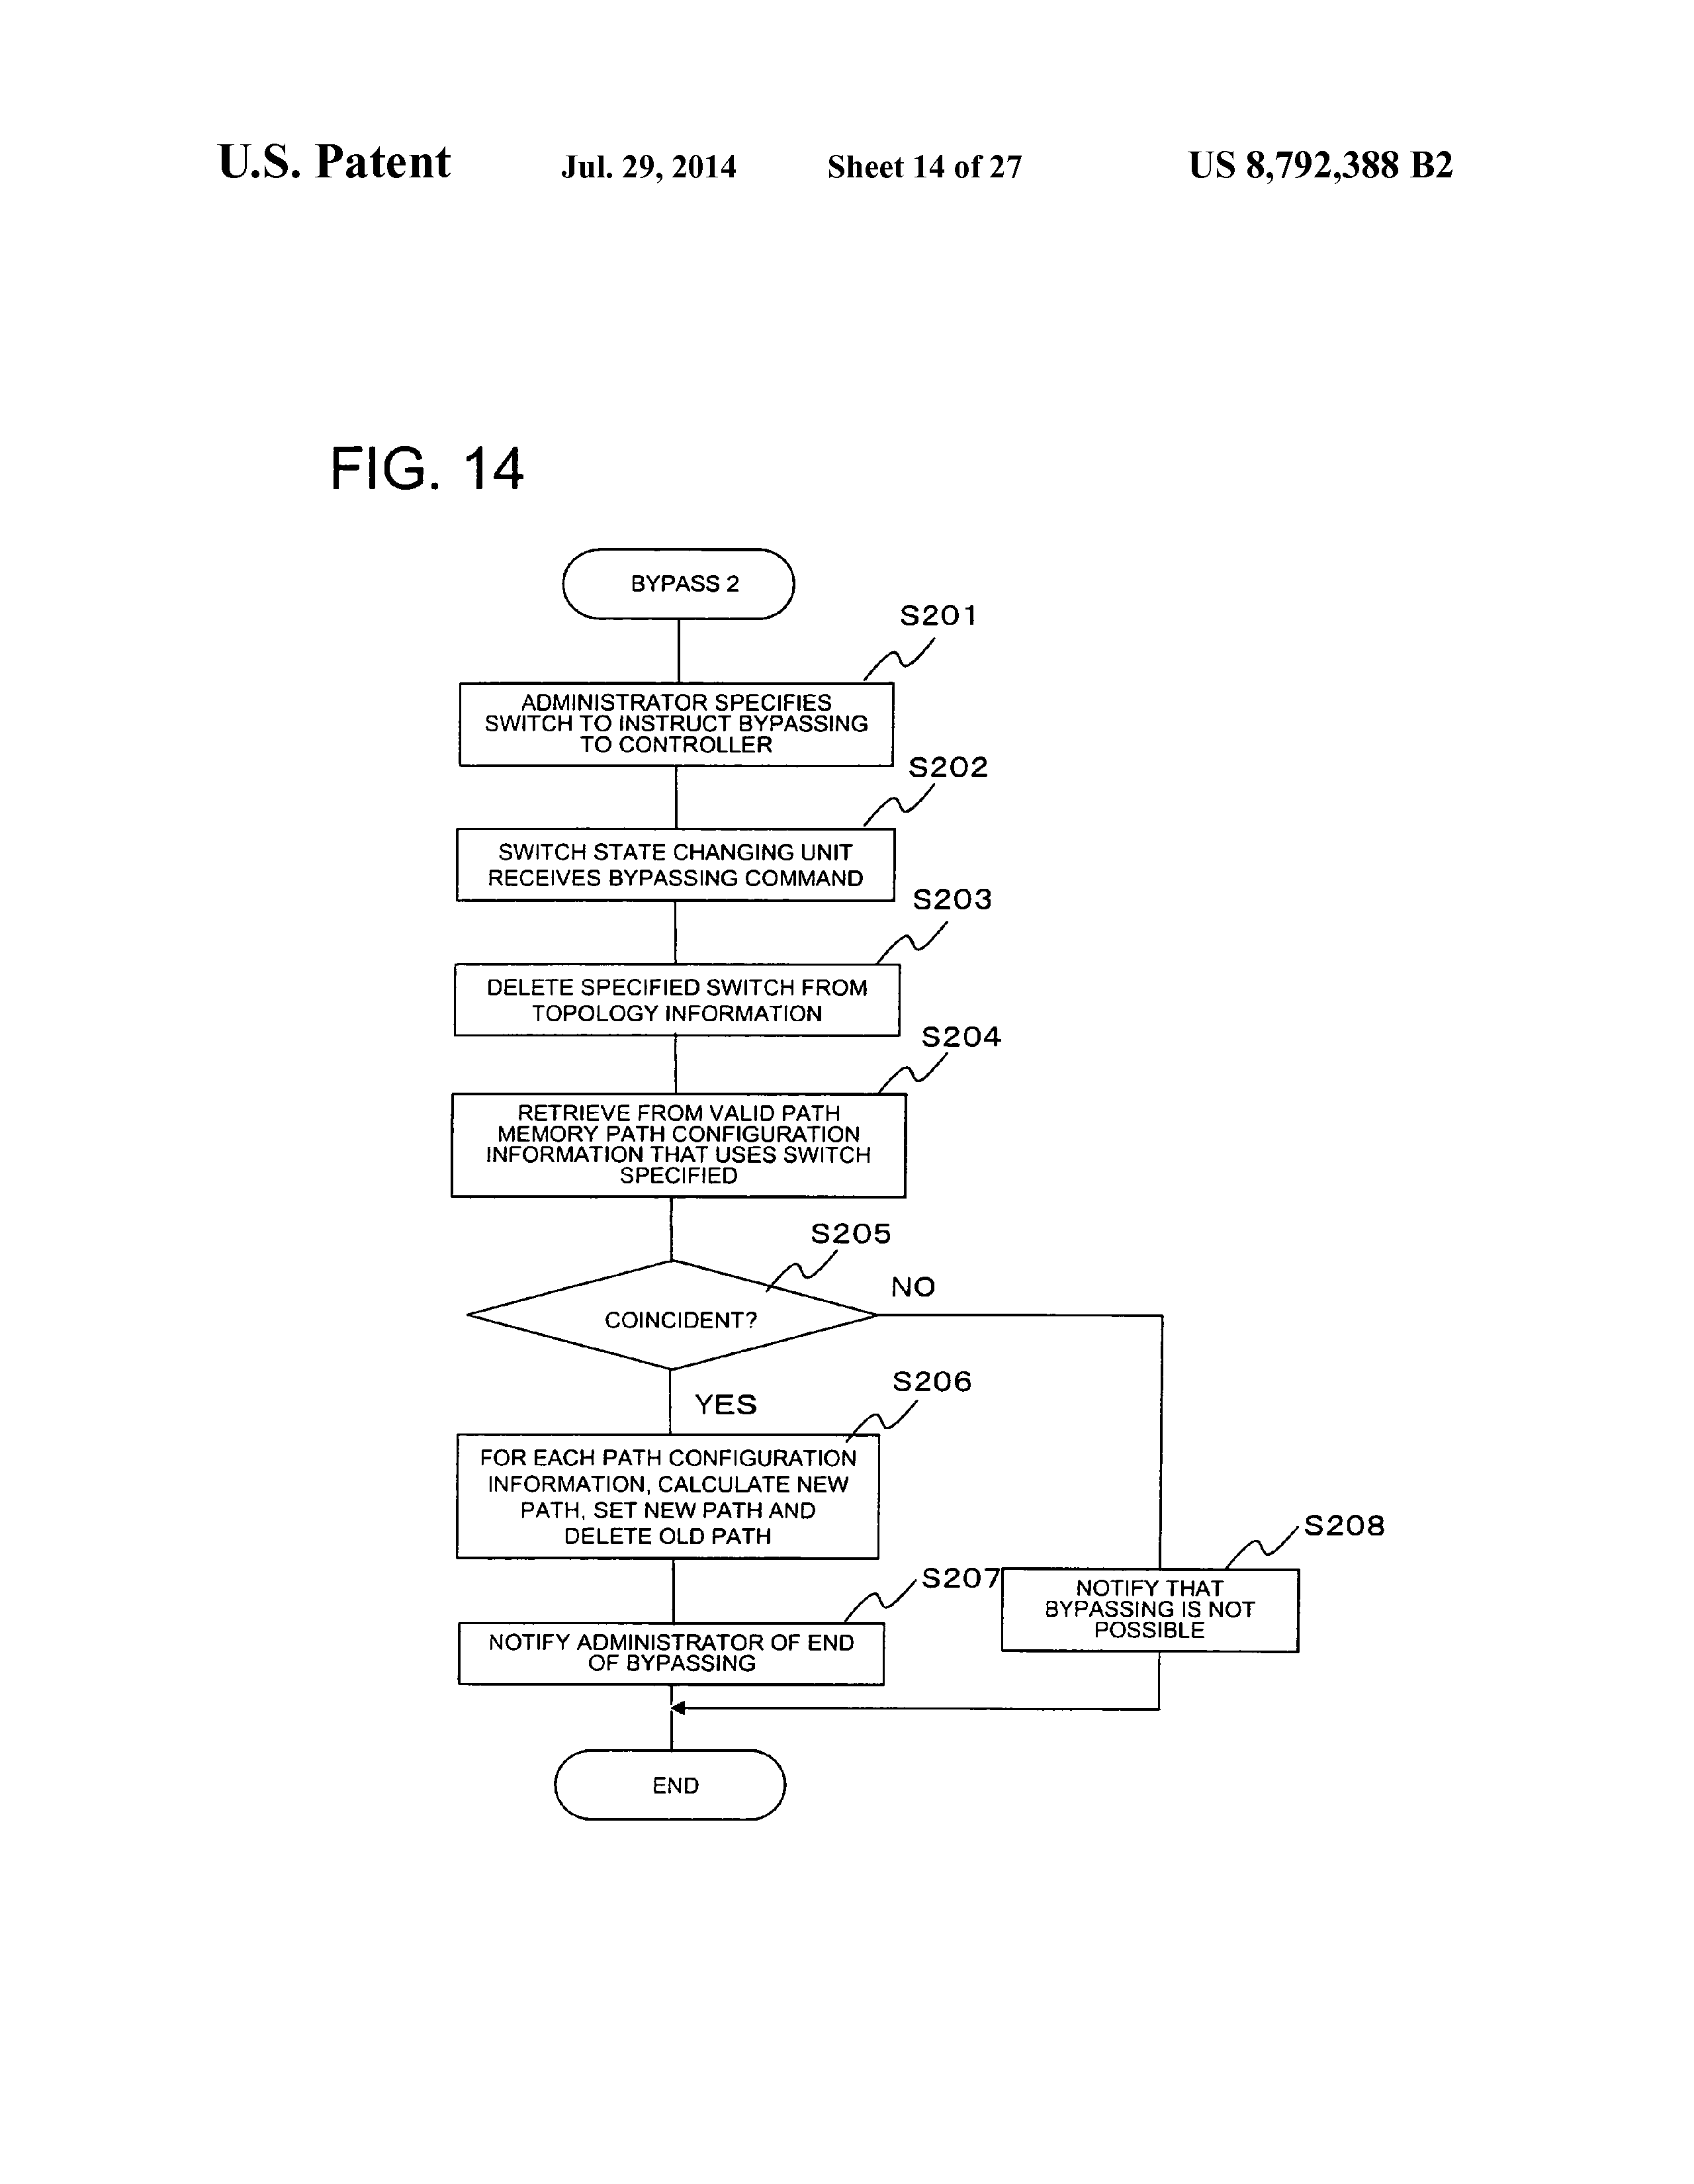 U.S. Patent Jul. 29, 2014 Sheet 14 of 27 US 8,792,388 B2
FIG. 14
BYPASS 2
S201
ADMINISTRATOR SPECIFIES
SWITCH TO INSTRUCT BYPASSING
TO CONTROLLER
S202
SWITCH STATE CHANGING UNIT
RECEIVES BYPASSING COMMAND
S203
DELETE SPECIFIED SWITCH FROM
TOPOLOGY INFORMATION
S204
RETRIEVE FROM VALID PATH
MEMORY PATH CONFIGURATION
INFORMATION THAT USES SWITCH
SPECIFIED
S205
COINCIDENT?
NO
YES
S206
FOR EACH PATH CONFIGURATION
INFORMATION, CALCULATE NEW
PATH, SET NEW PATH AND
DELETE OLD PATH
S207
NOTIFY ADMINISTRATOR OF END
OF BYPASSING
S208
NOTIFY THAT
BYPASSING IS NOT
POSSIBLE
END